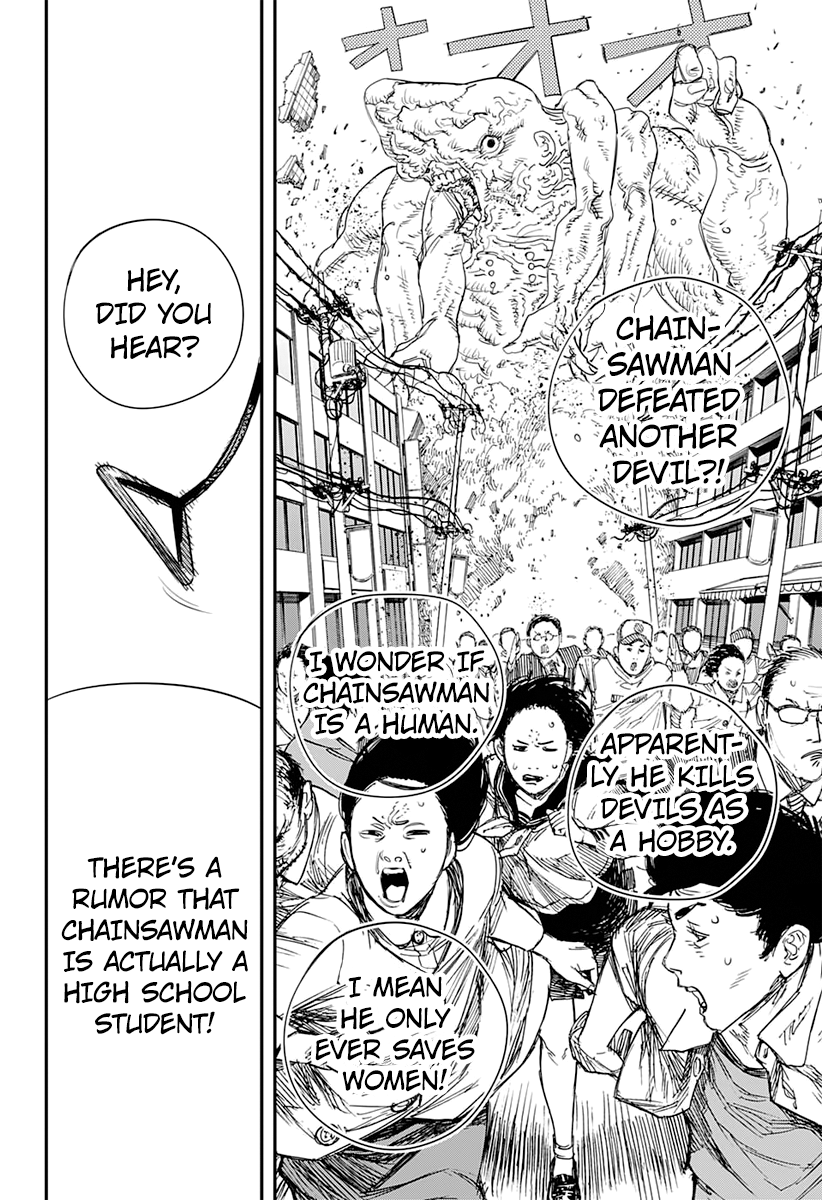 オオオ
CHAIN-
SAWMAN
DEFEATED
ANOTHER
DEVIL?!
I WONDER IF
CHAINSAWMAN
IS A HUMAN.
APPARENT-
LY HE KILLS
DEVILS AS
A HOBBY.
I MEAN
HE ONLY
EVER SAVES
WOMEN!
HEY,
DID YOU
HEAR?
THERE'S A
RUMOR THAT
CHAINSAWMAN
IS ACTUALLY A
HIGH SCHOOL
STUDENT!